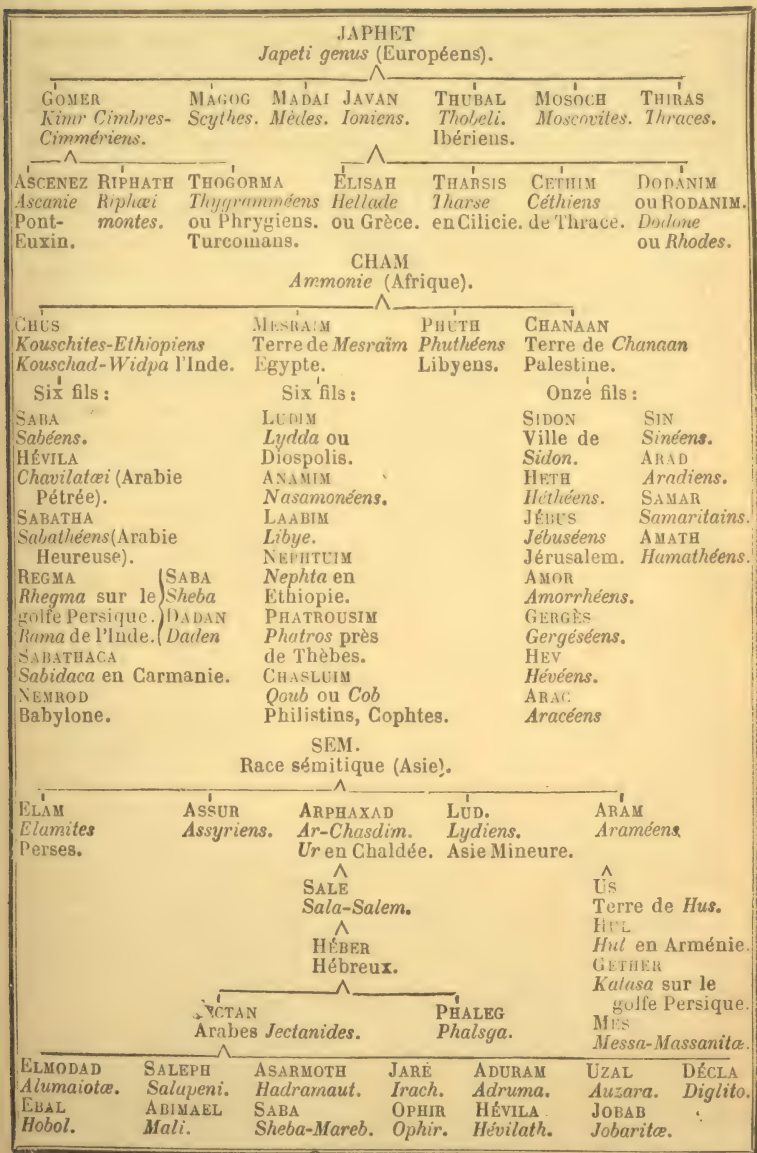 JAPHET
Japeti genus (Européens).
GOMER MAGOG MADAI JAVAN THUBAL MOSOCH THIRAS
Kimr Cimbres- Scythes. Mèdes. Ioniens. Thobeli. Moscovites. Thraces.
Cimmériens. Ibériens.
ASCENEZ RIPHATH THOGORMA ÉLISAH THARSIS CETHIM DODANIM
Ascanie Riphæi Thygramméens Hellade Tharse Céthiens ou RODANIM.
Pont- montes. ou Phrygiens. ou Grèce. en Cilicie. de Thrace. Dodone
Euxin. Turcomans. ou Rhodes.
CHAM
Ammonie (Afrique).
CHUS MESRAÏM PHUTH CHANAAN
Kouschites-Ethiopiens Terre de Mesraïm Phuthéens Terre de Chanaan
Kouschad-Widpa l'Inde. Egypte. Libyens. Palestine.
Six fils: Six fils: Onze fils:
SABA LUDIM SIDON SIN
Sabéens. Lydda ou Ville de Sinéens.
HÉVILA Diospolis. Sidon. ARAD
Chavilatæi (Arabie ANAMIM HETH Aradiens.
Pétrée). Nasamonéens. Héthéens. SAMAR
SABATHA LAABIM JÉBUS Samaritains.
Sabathéens (Arabie Libye. Jébuséens AMATH
Heureuse). NEPHTUIM Jérusalem. Hamathéens.
REGMA SABA Nephta en AMOR
Rhegma sur le Sheba Ethiopie. Amorrhéens.
golfe Persique. DADAN PHATROUSIM GERGÈS
Rama de l'Inde. Daden Phatros près Gergéséens.
SABATHACA de Thèbes. HEV
Sabidaca en Carmanie. CHASLUIM Hévéens.
NEMROD Qoub ou Cob ARAC
Babylone. Philistins, Cophtes. Aracéens
SEM.
Race sémitique (Asie).
ELAM ASSUR ARPHAXAD LUD. ARAM
Elamites Assyriens. Ar-Chasdim. Lydiens. Araméens.
Perses. Ur en Chaldée. Asie Mineure.
SALE US
Sala-Salem. Terre de Hus.
HUL
HÉBER Hul en Arménie.
Hébreux. GETHER
Katasa sur le
JECTAN PHALEG golfe Persique.
Arabes Jectanides. Phalsga. MES
Messa-Massanitæ.
ELMODAD SALEPH ASARMOTH JARÉ ADURAM UZAL DÉCLA
Alumaiotæ. Salapeni. Hadramaut. Irach. Adruma. Auzara. Diglito.
EBAL ABIMAEL SABA OPHIR HÉVILA JOBAB
Hobol. Mali. Sheba-Mareb. Ophir. Hévilath. Jobaritæ.